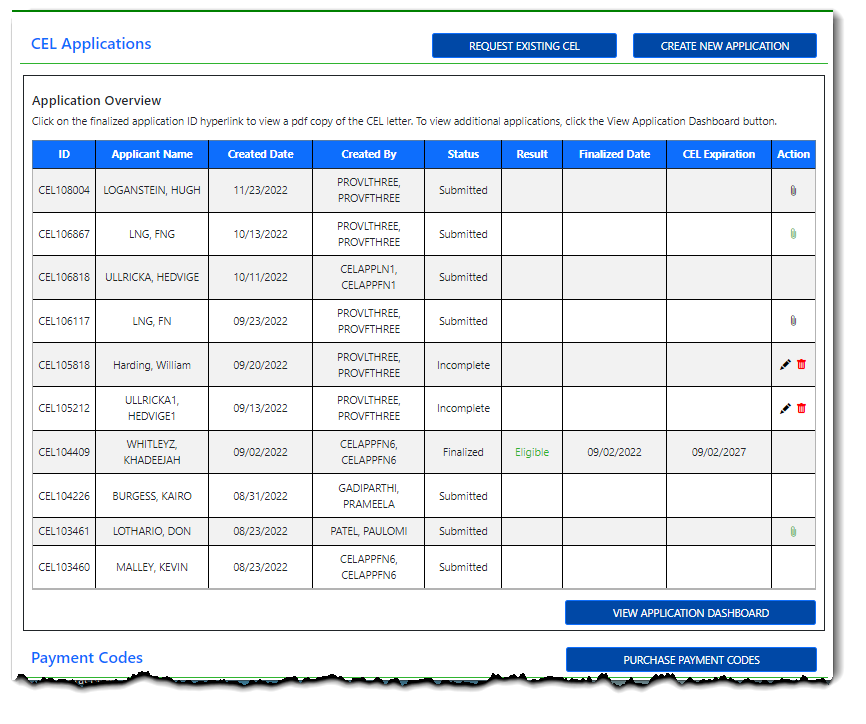 CEL Applications
REQUEST EXISTING CEL
CREATE NEW APPLICATION
Application Overview
Click on the finalized application ID hyperlink to view a pdf copy of the CEL letter. To view additional applications, click the View Application Dashboard button.
ID Applicant Name Created Date Created By Status Result Finalized Date CEL Expiration Action
CEL108004 LOGANSTEIN, HUGH 11/23/2022 PROVLTHREE, PROVFTHREE Submitted
CEL106867 LNG, FNG 10/13/2022 PROVLTHREE, PROVFTHREE Submitted
CEL106818 ULLRICKA, HEDVIGE 10/11/2022 CELAPPLN1, CELAPPFN1 Submitted
CEL106117 LNG, FN 09/23/2022 PROVLTHREE, PROVFTHREE Submitted
CEL105818 Harding, William 09/20/2022 PROVLTHREE, PROVFTHREE Incomplete
CEL105212 ULLRICKA1, HEDVIGE1 09/13/2022 PROVLTHREE, PROVFTHREE Incomplete
CEL104409 WHITLEYZ, KHADEEJAH 09/02/2022 CELAPPFN6, CELAPPFN6 Finalized Eligible 09/02/2022 09/02/2027
CEL104226 BURGESS, KAIRO 08/31/2022 GADIPARTHI, PRAMEELA Submitted
CEL103461 LOTHARIO, DON 08/23/2022 PATEL, PAULOMI Submitted
CEL103460 MALLEY, KEVIN 08/23/2022 CELAPPFN6, CELAPPFN6 Submitted
VIEW APPLICATION DASHBOARD
Payment Codes
PURCHASE PAYMENT CODES